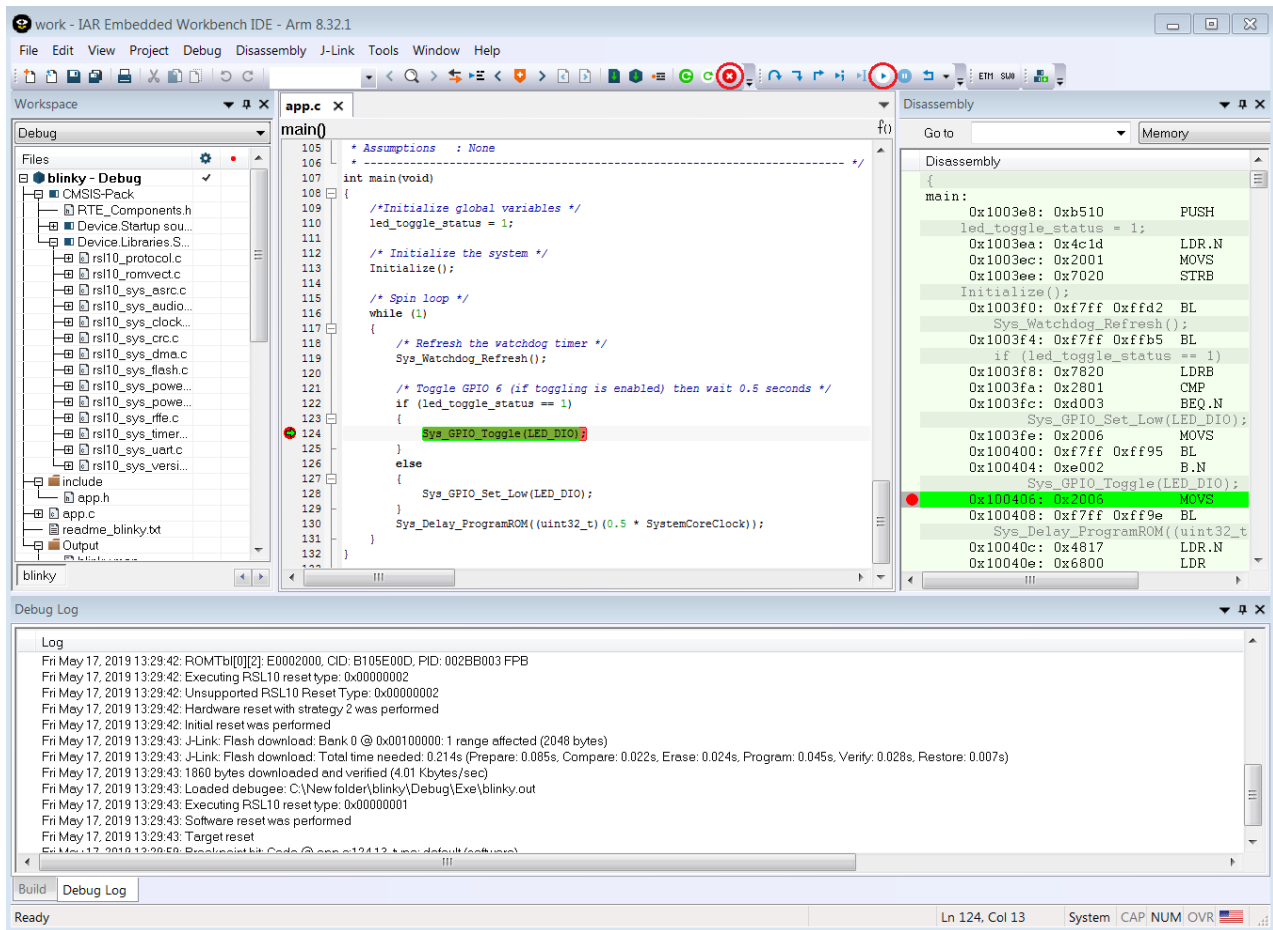 work - IAR Embedded Workbench IDE - Arm 8.32.1
File Edit View Project Debug Disassembly J-Link Tools Window Help
ETM SWO
Workspace
Debug
Files
blinky - Debug
CMSIS-Pack
RTE_Components.h
Device.Startup sou...
Device.Libraries.S...
rsl10_protocol.c
rsl10_romvect.c
rsl10_sys_asrc.c
rsl10_sys_audio...
rsl10_sys_clock...
rsl10_sys_crc.c
rsl10_sys_dma.c
rsl10_sys_flash.c
rsl10_sys_powe...
rsl10_sys_powe...
rsl10_sys_rffe.c
rsl10_sys_timer...
rsl10_sys_uart.c
rsl10_sys_versi...
include
app.h
app.c
readme_blinky.txt
Output
blinky
app.c
main()
f()
105 * Assumptions : None
106 * --------------------------------------------------------------------------- */
107 int main(void)
108 {
109 /*Initialize global variables */
110 led_toggle_status = 1;
111
112 /* Initialize the system */
113 Initialize();
114
115 /* Spin loop */
116 while (1)
117 {
118 /* Refresh the watchdog timer */
119 Sys_Watchdog_Refresh();
120
121 /* Toggle GPIO 6 (if toggling is enabled) then wait 0.5 seconds */
122 if (led_toggle_status == 1)
123 {
124 Sys_GPIO_Toggle(LED_DIO);
125 }
126 else
127 {
128 Sys_GPIO_Set_Low(LED_DIO);
129 }
130 Sys_Delay_ProgramROM((uint32_t)(0.5 * SystemCoreClock));
131 }
132 }
Disassembly
Go to Memory
Disassembly
{
main:
0x1003e8: 0xb510 PUSH
led_toggle_status = 1;
0x1003ea: 0x4c1d LDR.N
0x1003ec: 0x2001 MOVS
0x1003ee: 0x7020 STRB
Initialize();
0x1003f0: 0xf7ff 0xffd2 BL
Sys_Watchdog_Refresh();
0x1003f4: 0xf7ff 0xffb5 BL
if (led_toggle_status == 1)
0x1003f8: 0x7820 LDRB
0x1003fa: 0x2801 CMP
0x1003fc: 0xd003 BEQ.N
Sys_GPIO_Set_Low(LED_DIO);
0x1003fe: 0x2006 MOVS
0x100400: 0xf7ff 0xff95 BL
0x100404: 0xe002 B.N
Sys_GPIO_Toggle(LED_DIO);
0x100406: 0x2006 MOVS
0x100408: 0xf7ff 0xff9e BL
Sys_Delay_ProgramROM((uint32_t
0x10040c: 0x4817 LDR.N
0x10040e: 0x6800 LDR
Debug Log
Log
Fri May 17, 2019 13:29:42: ROMTbl[0][2]: E0002000, CID: B105E00D, PID: 002BB003 FPB
Fri May 17, 2019 13:29:42: Executing RSL10 reset type: 0x00000002
Fri May 17, 2019 13:29:42: Unsupported RSL10 Reset Type: 0x00000002
Fri May 17, 2019 13:29:42: Hardware reset with strategy 2 was performed
Fri May 17, 2019 13:29:42: Initial reset was performed
Fri May 17, 2019 13:29:43: J-Link: Flash download: Bank 0 @ 0x00100000: 1 range affected (2048 bytes)
Fri May 17, 2019 13:29:43: J-Link: Flash download: Total time needed: 0.214s (Prepare: 0.085s, Compare: 0.022s, Erase: 0.024s, Program: 0.045s, Verify: 0.028s, Restore: 0.007s)
Fri May 17, 2019 13:29:43: 1860 bytes downloaded and verified (4.01 Kbytes/sec)
Fri May 17, 2019 13:29:43: Loaded debugee: C:\New folder\blinky\Debug\Exe\blinky.out
Fri May 17, 2019 13:29:43: Executing RSL10 reset type: 0x00000001
Fri May 17, 2019 13:29:43: Software reset was performed
Fri May 17, 2019 13:29:43: Target reset
Fri May 17, 2019 13:29:59: Breakpoint hit: Code @ app.c:124.13, type: default (software)
Build Debug Log
Ready Ln 124, Col 13 System CAP NUM OVR